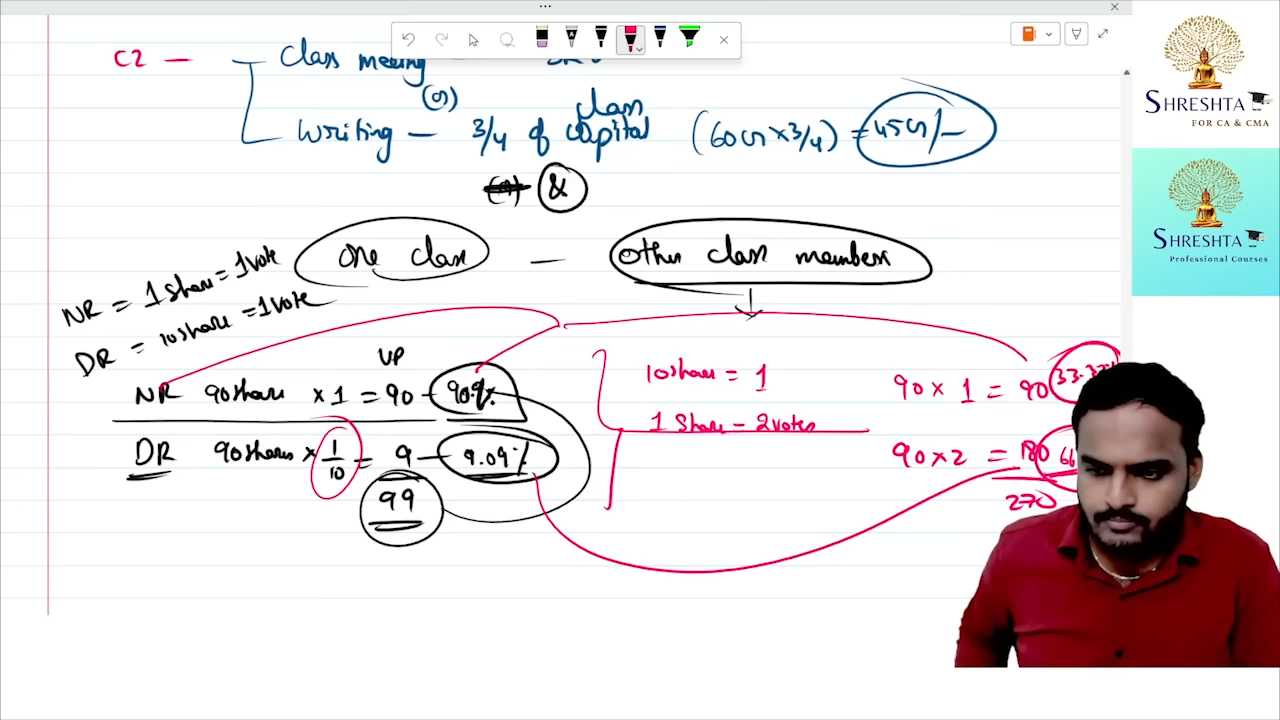 C2 — class meeting —
(or)
Writing — 3/4 of class capital (60cr × 3/4) = 45cr/-
&
One class — other class members
NR = 1 Share = 1 Vote
DR = 10 share = 1 Vote
VP
NR 90 share × 1 = 90 —
DR 90 shares × 1/10 = 9 — 9.09%
99
10 share = 1
1 Share - 2 Votes
90 × 1 = 90
90 × 2 = 180
270
SHRESHTA
FOR CA & CMA
SHRESHTA
Professional Courses